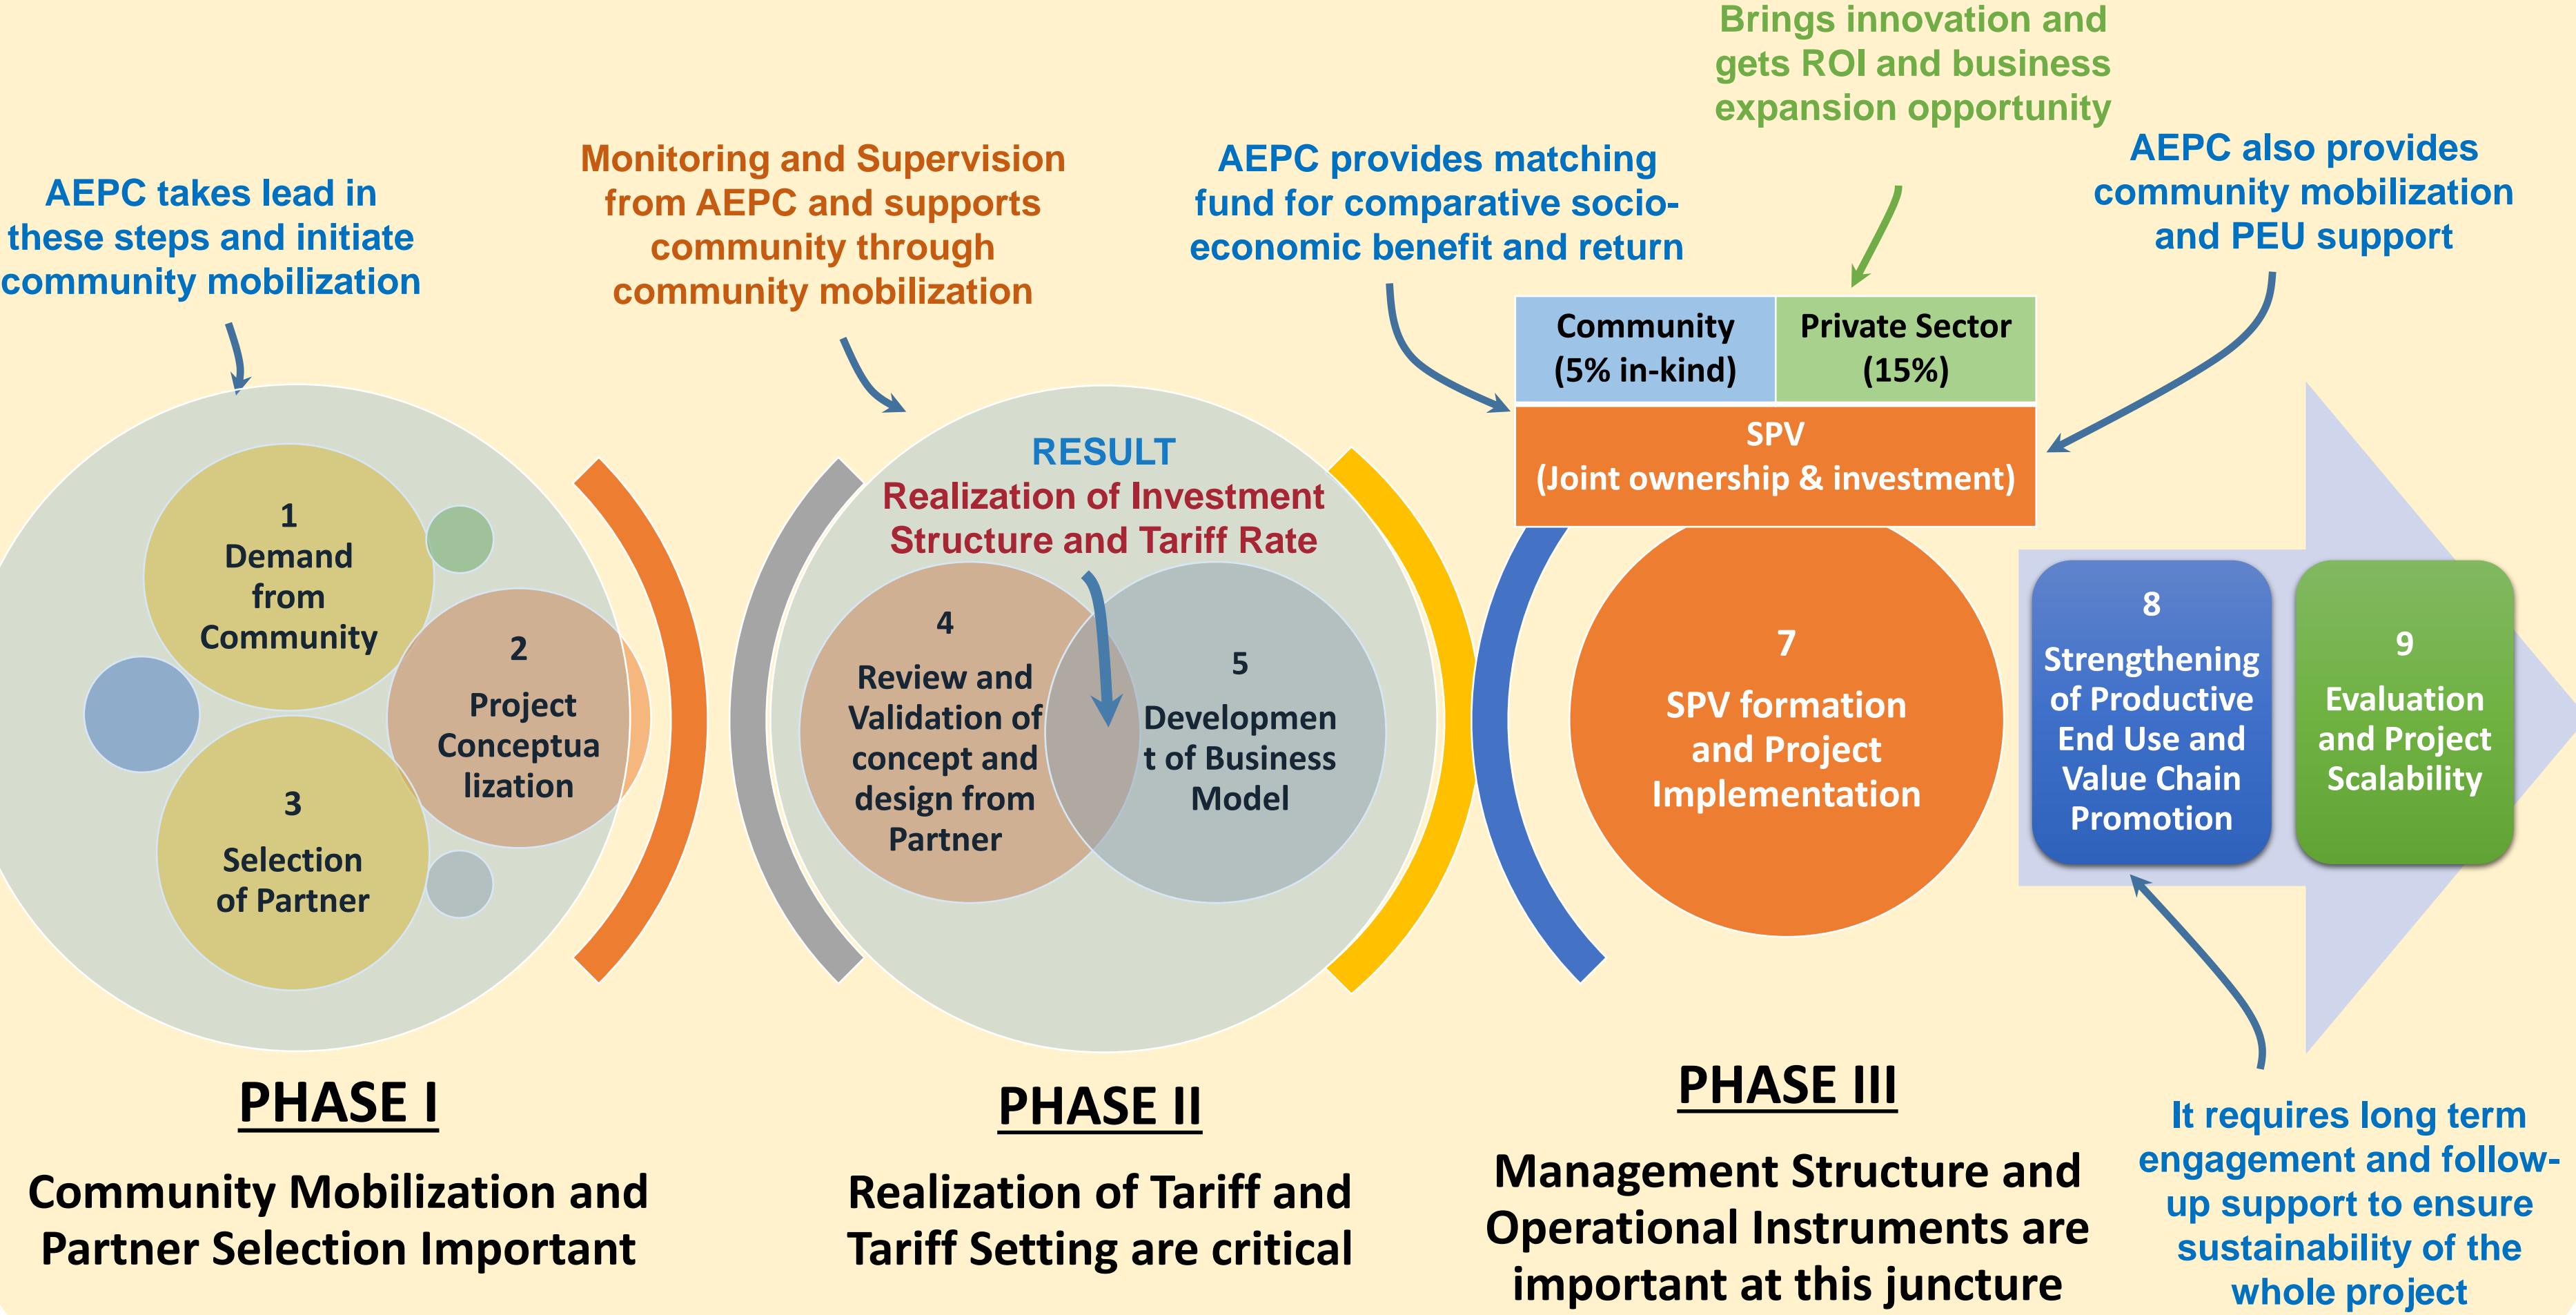 Brings innovation and
gets ROI and business
expansion opportunity
AEPC takes lead in
these steps and initiate
community mobilization
Monitoring and Supervision
from AEPC and supports
community through
community mobilization
AEPC provides matching
fund for comparative socio-
economic benefit and return
AEPC also provides
community mobilization
and PEU support
Community
(5% in-kind)
Private Sector
(15%)
SPV
(Joint ownership & investment)
1
Demand
from
Community
2
Project
Conceptua
lization
3
Selection
of Partner
RESULT
Realization of Investment
Structure and Tariff Rate
4
Review and
Validation of
concept and
design from
Partner
5
Developmen
t of Business
Model
7
SPV formation
and Project
Implementation
8
Strengthening
of Productive
End Use and
Value Chain
Promotion
9
Evaluation
and Project
Scalability
PHASE I
Community Mobilization and
Partner Selection Important
PHASE II
Realization of Tariff and
Tariff Setting are critical
PHASE III
Management Structure and
Operational Instruments are
important at this juncture
It requires long term
engagement and follow-
up support to ensure
sustainability of the
whole project